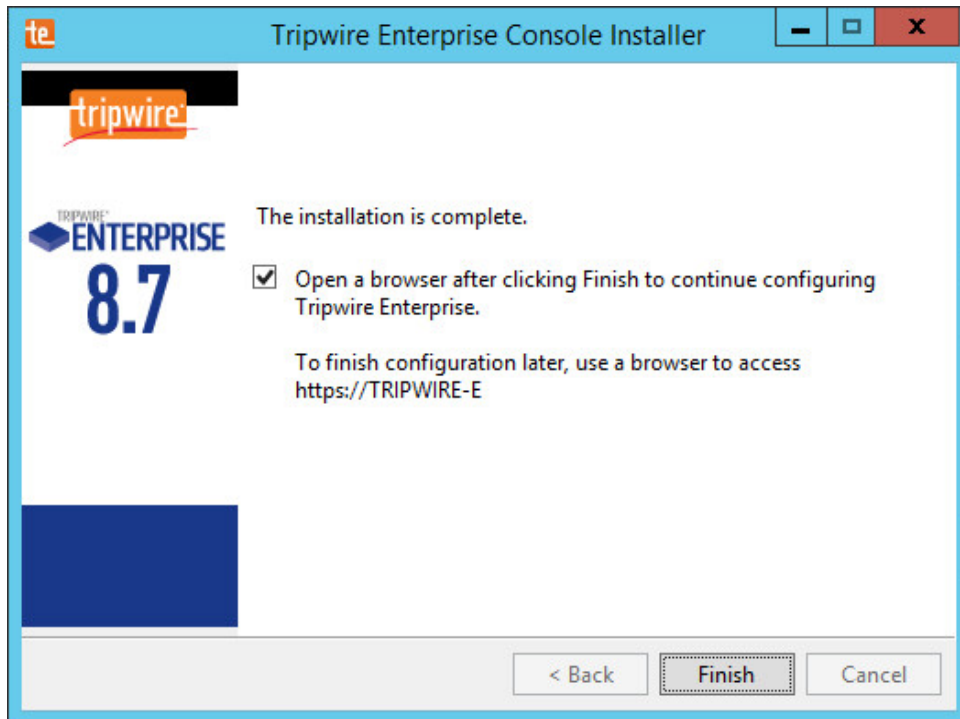 te
Tripwire Enterprise Console Installer
tripwire
TRIPWIRE
ENTERPRISE
8.7
The installation is complete.
Open a browser after clicking Finish to continue configuring
Tripwire Enterprise.
To finish configuration later, use a browser to access
https://TRIPWIRE-E
< Back
Finish
Cancel